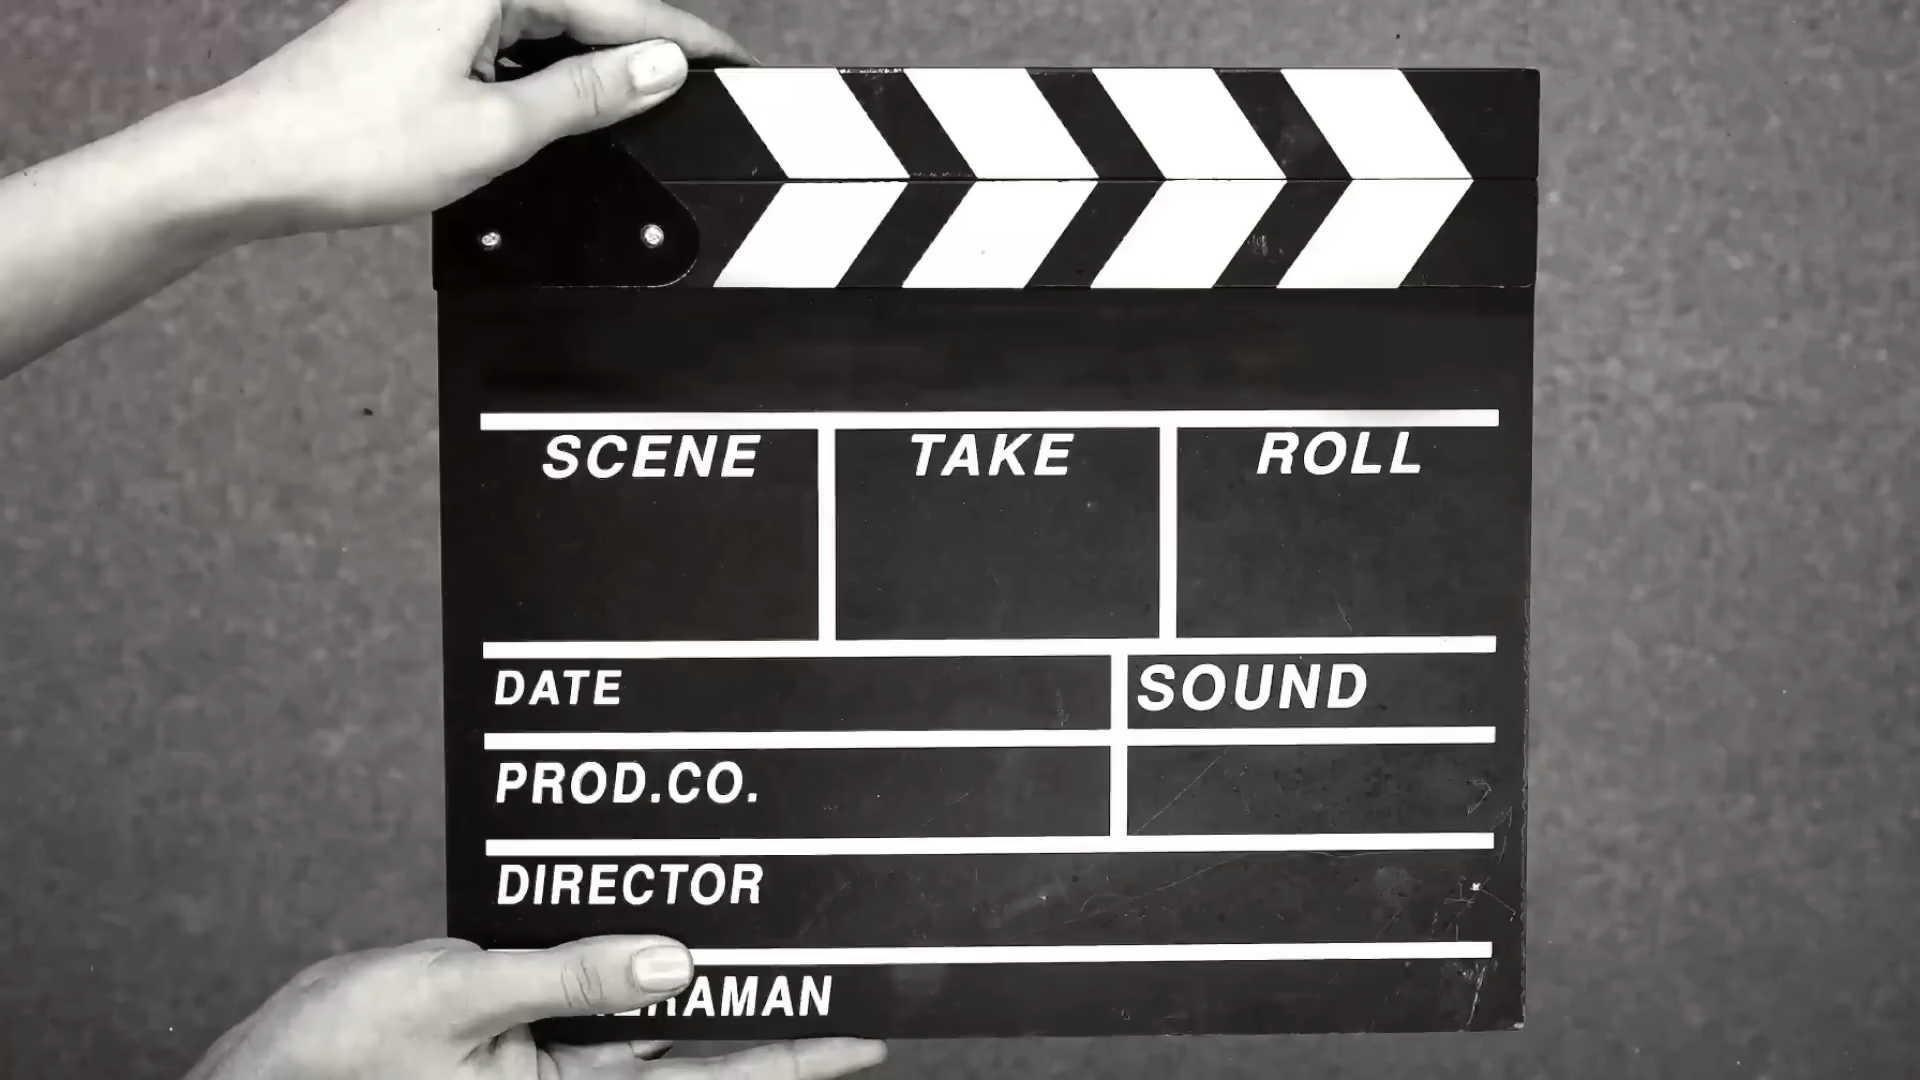 SCENE TAKE ROLL
DATE SOUND
PROD.CO.
DIRECTOR